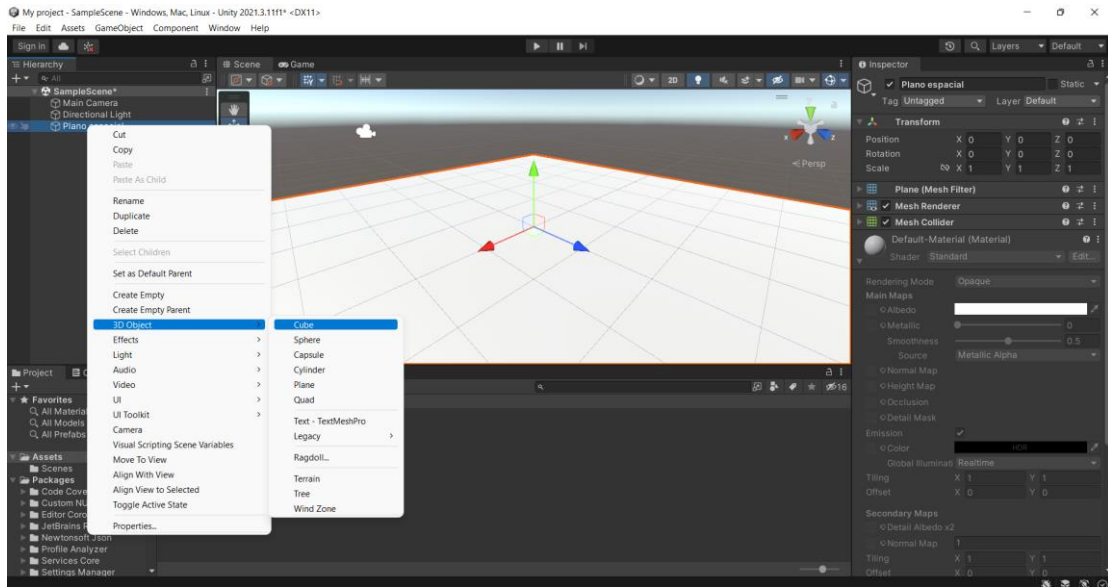 My project - SampleScene - Windows, Mac, Linux - Unity 2021.3.11f1* <DX11>
File Edit Assets GameObject Component Window Help
Sign in
Layers Default
Hierarchy
All
SampleScene*
Main Camera
Directional Light
Plano espacial
Cut
Copy
Paste
Paste As Child
Rename
Duplicate
Delete
Select Children
Set as Default Parent
Create Empty
Create Empty Parent
3D Object
Effects
Light
Audio
Video
UI
UI Toolkit
Camera
Visual Scripting Scene Variables
Move To View
Align With View
Align View to Selected
Toggle Active State
Properties...
Cube
Sphere
Capsule
Cylinder
Plane
Quad
Text - TextMeshPro
Legacy
Ragdoll...
Terrain
Tree
Wind Zone
Scene Game
2D
x z
Persp
Project
16
Favorites
All Material
All Models
All Prefabs
Assets
Scenes
Packages
Code Cove
Custom NU
Editor Coro
JetBrains R
Newtonsoft Json
Profile Analyzer
Services Core
Settings Manager
Inspector
Plano espacial Static
Tag Untagged Layer Default
Transform
Position X 0 Y 0 Z 0
Rotation X 0 Y 0 Z 0
Scale X 1 Y 1 Z 1
Plane (Mesh Filter)
Mesh Renderer
Mesh Collider
Default-Material (Material)
Shader Standard Edit...
Rendering Mode Opaque
Main Maps
Albedo
Metallic 0
Smoothness 0.5
Source Metallic Alpha
Normal Map
Height Map
Occlusion
Detail Mask
Emission
Color HDR
Global Illuminati Realtime
Tiling X 1 Y 1
Offset X 0 Y 0
Secondary Maps
Detail Albedo x2
Normal Map 1
Tiling X 1 Y 1
Offset X 0 Y 0